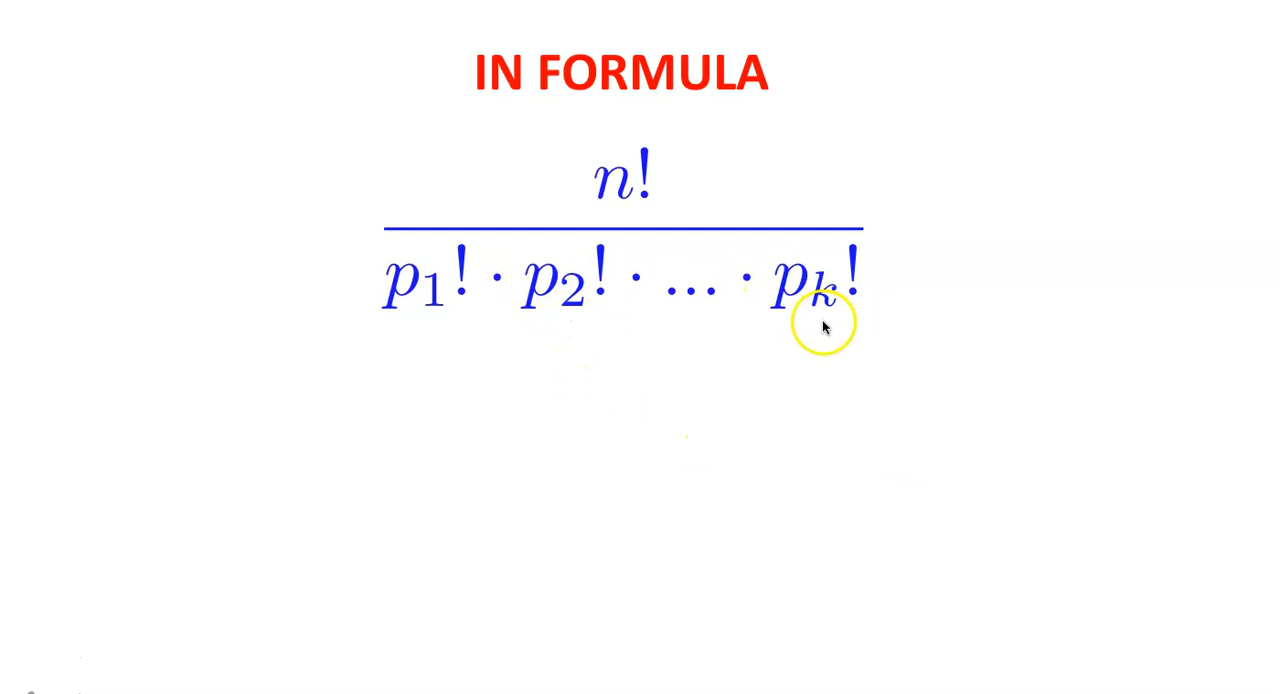 IN FORMULA
n!
p₁! · p₂! · ... · pₖ!